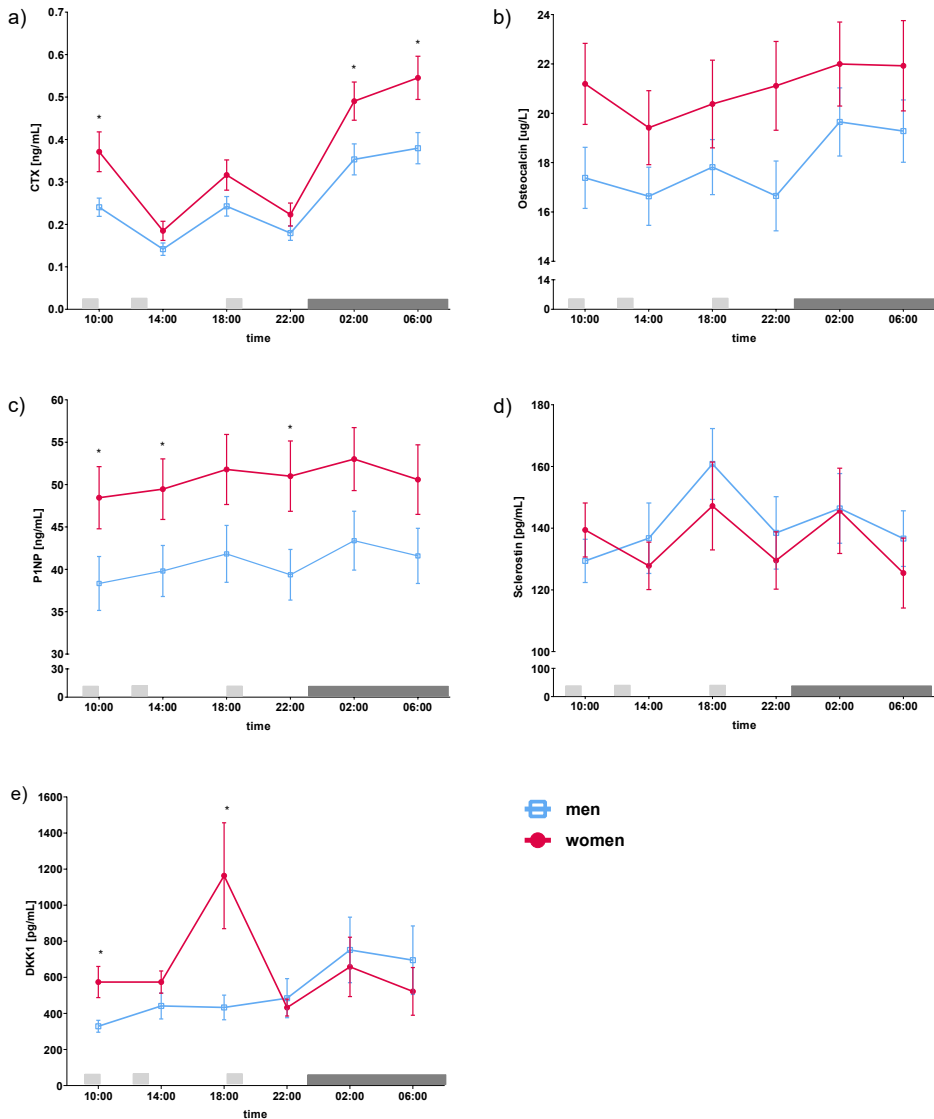 a)
CTX [ng/mL]
0.7
0.6
0.5
0.4
0.3
0.2
0.1
0.0
*
*
*
10:00 14:00 18:00 22:00 02:00 06:00
time
b)
Osteocalcin [ug/L]
24
22
20
18
16
14
14
0
10:00 14:00 18:00 22:00 02:00 06:00
time
c)
P1NP [ng/mL]
60
55
50
45
40
35
30
30
0
*
*
*
10:00 14:00 18:00 22:00 02:00 06:00
time
d)
Sclerostin [pg/mL]
180
160
140
120
100
100
0
10:00 14:00 18:00 22:00 02:00 06:00
time
e)
DKK1 [pg/mL]
1600
1400
1200
1000
800
600
400
200
0
*
*
10:00 14:00 18:00 22:00 02:00 06:00
time
men
women